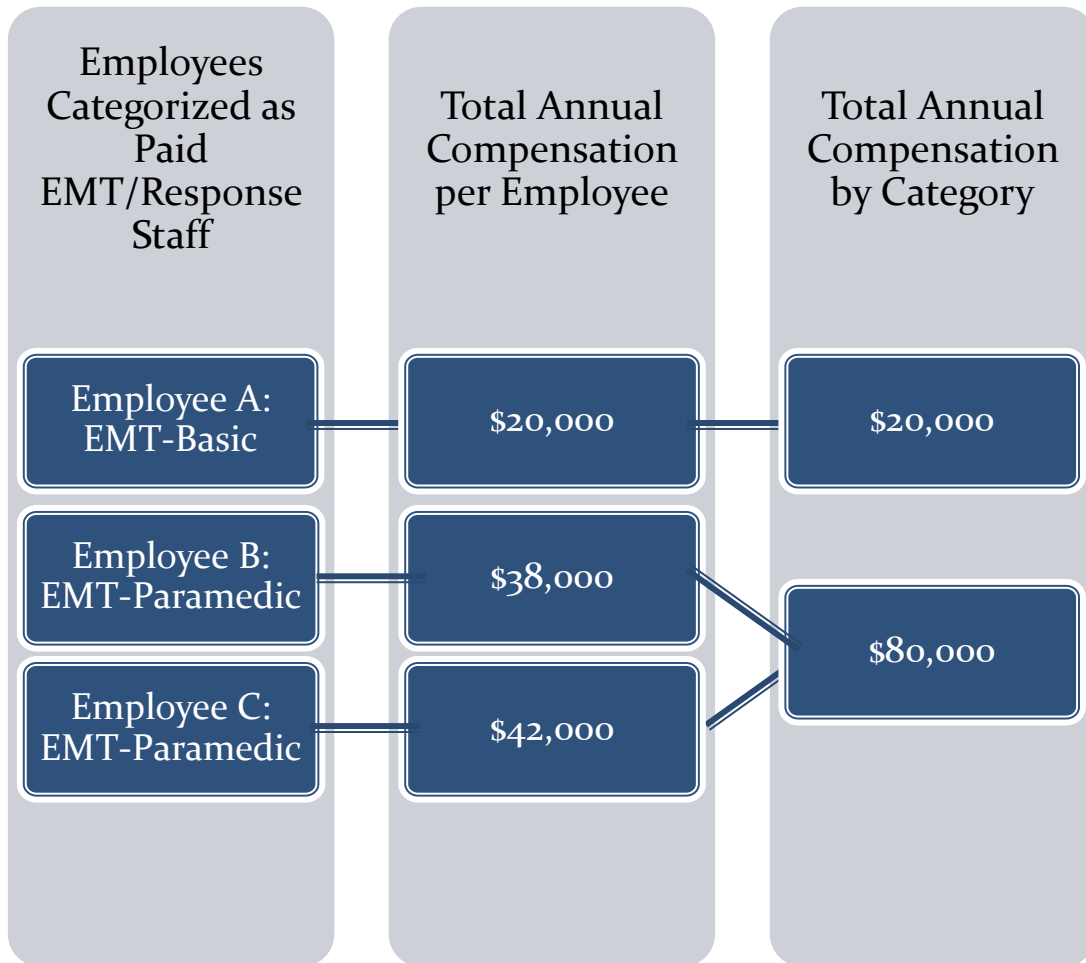 Employees
Categorized as
Paid
EMT/Response
Staff
Total Annual
Compensation
per Employee
Total Annual
Compensation
by Category
Employee A:
EMT-Basic
$20,000
$20,000
Employee B:
EMT-Paramedic
$38,000
$80,000
Employee C:
EMT-Paramedic
$42,000